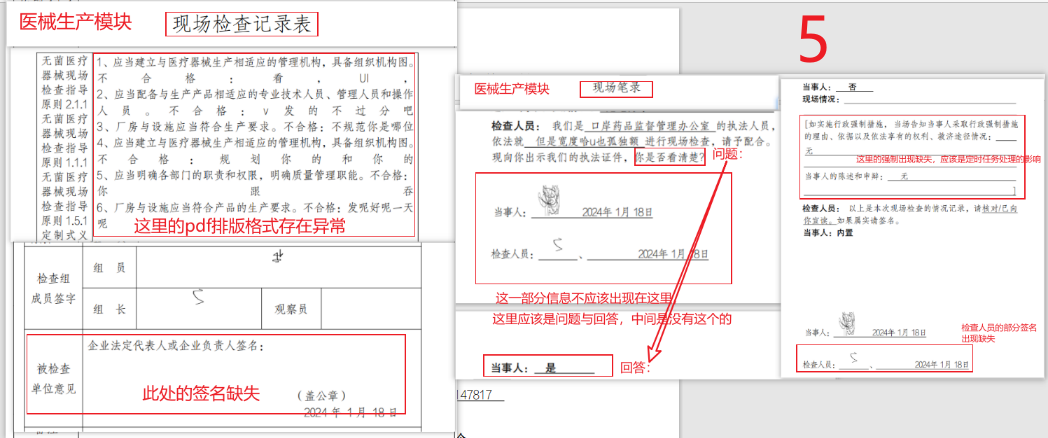 医械生产模块
现场检查记录表
无菌医疗
器械现场
检查指导
原则2.1.1
无菌医疗
器械现场
检查指导
原则1.1.1
无菌医疗
器械现场
检查指导
原则1.5.1
定制式义
1、应当建立与医疗器械生产相适应的管理机构，具备组织机构图。
不合格：看，UI，
2、应当配备与生产产品相适应的专业技术人员、管理人员和操作
人员。不合格：v发的不过分吧
3、厂房与设施应当符合生产要求。不合格：不规范你是哪位
4、应当建立与医疗器械生产相适应的管理机构，具备组织机构图。
不合格：规划你的和你的
5、应当明确各部门的职责和权限，明确质量管理职能。不合格：
你跟吞
6、厂房与设施应当符合产品的生产要求。不合格：发呢好呢一天
呢
这里的pdf排版格式存在异常
检查组
成员签字
组 员
组 长
观察员
被检查
单位意见
企业法定代表人或企业负责人签名：
此处的签名缺失
（盖公章）
2024 年 1 月 18 日
5
医械生产模块
现场笔录
检查人员： 我们是 口岸药品监督管理办公室 的执法人员，
依法就 但是宽度哈u也孤独额 进行现场检查，请予配合。
现向你出示我们的执法证件，你是否看清楚？
问题：
当事人：
2024年 1月 18日
检查人员：
、
2024年 1月 18日
这一部分信息不应该出现在这里
这里应该是问题与回答，中间是没有这个的
当事人： 是
回答：
147817
当事人： 否
现场情况：
[如实施行政强制措施，当场告知当事人采取行政强制措施
的理由、依据以及依法享有的权利、救济途径情况：
无
这里的强制出现缺失，应该是定时任务处理的影响
当事人的陈述和申辩： 无
]
检查人员： 以上是本次现场检查的情况记录，请核对/已向
你宣读。如果属实请签名。
当事人：内置
当事人：
2024年 1月 18日
检查人员的部分签名
出现缺失
检查人员：
、
2024年 1月 18日